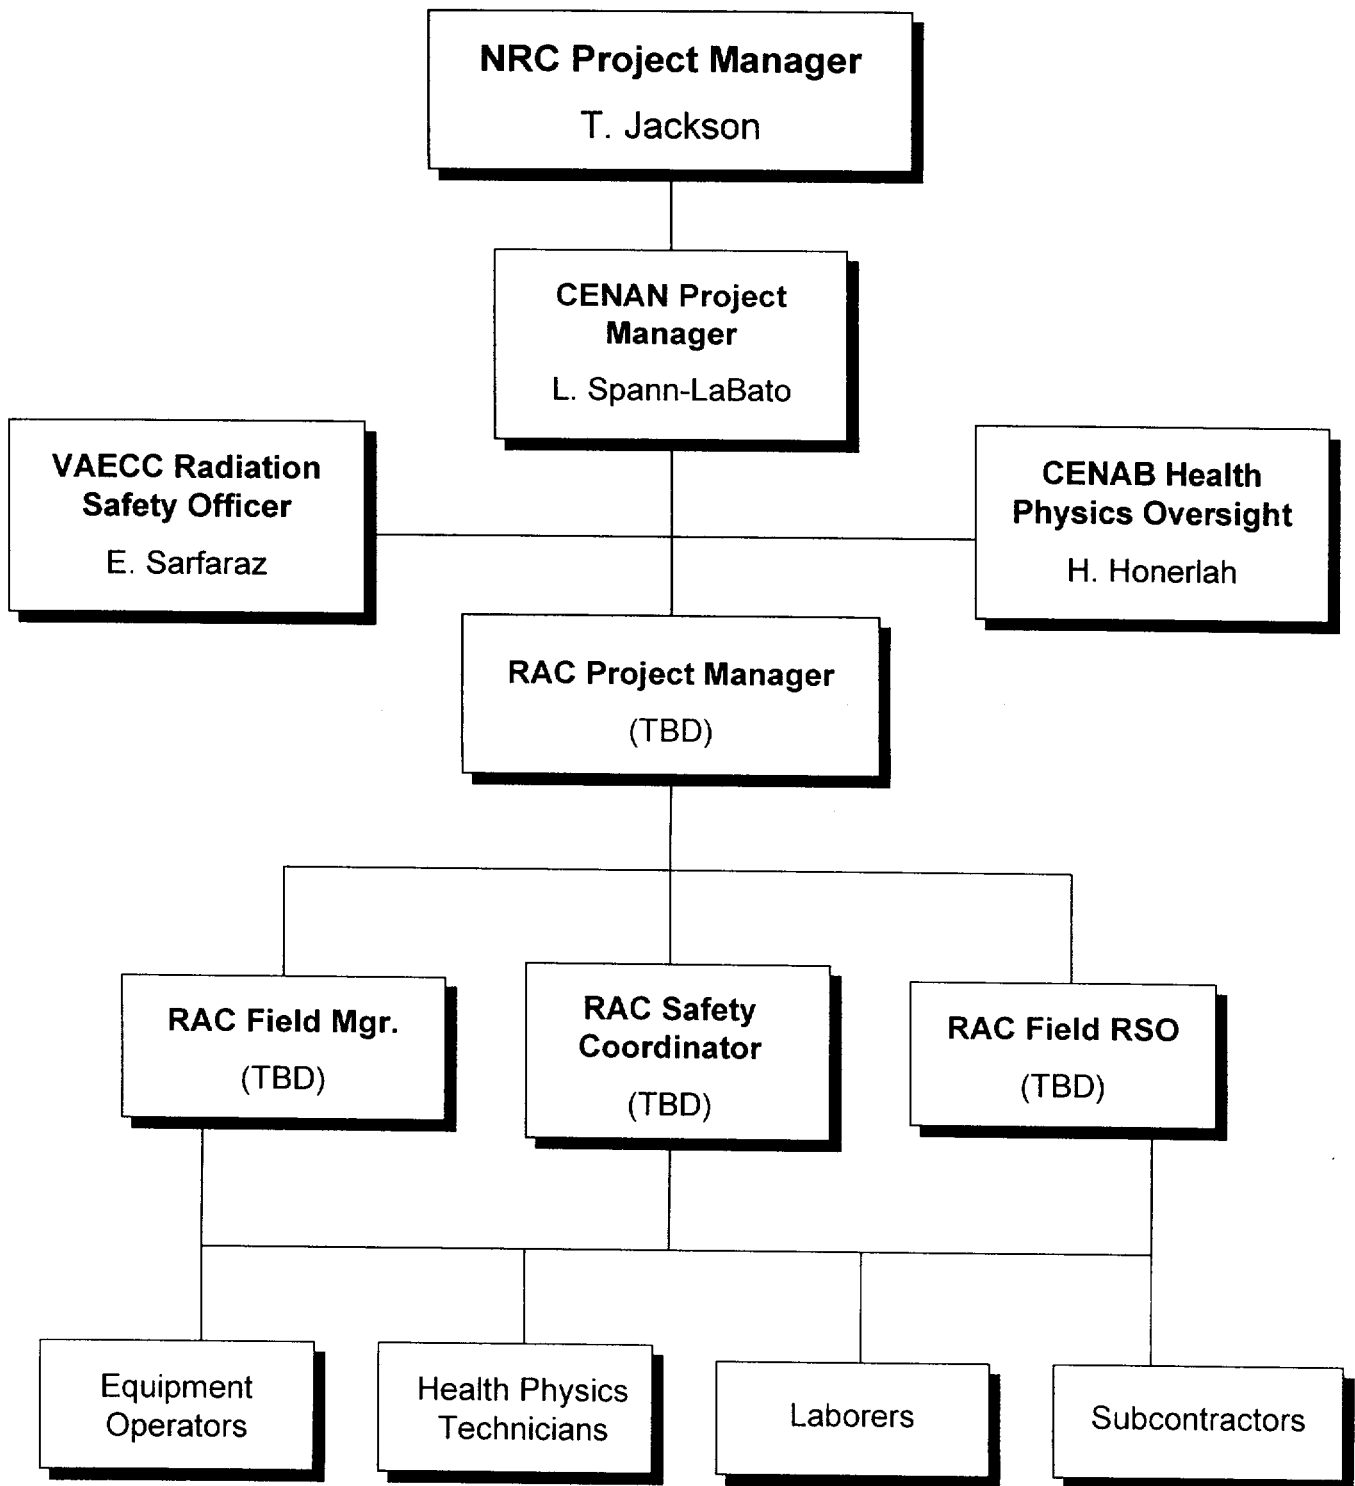 NRC Project Manager
T. Jackson
CENAN Project
Manager
L. Spann-LaBato
VAECC Radiation
Safety Officer
E. Sarfaraz
CENAB Health
Physics Oversight
H. Honerlah
RAC Project Manager
(TBD)
RAC Field Mgr.
(TBD)
RAC Safety
Coordinator
(TBD)
RAC Field RSO
(TBD)
Equipment
Operators
Health Physics
Technicians
Laborers
Subcontractors